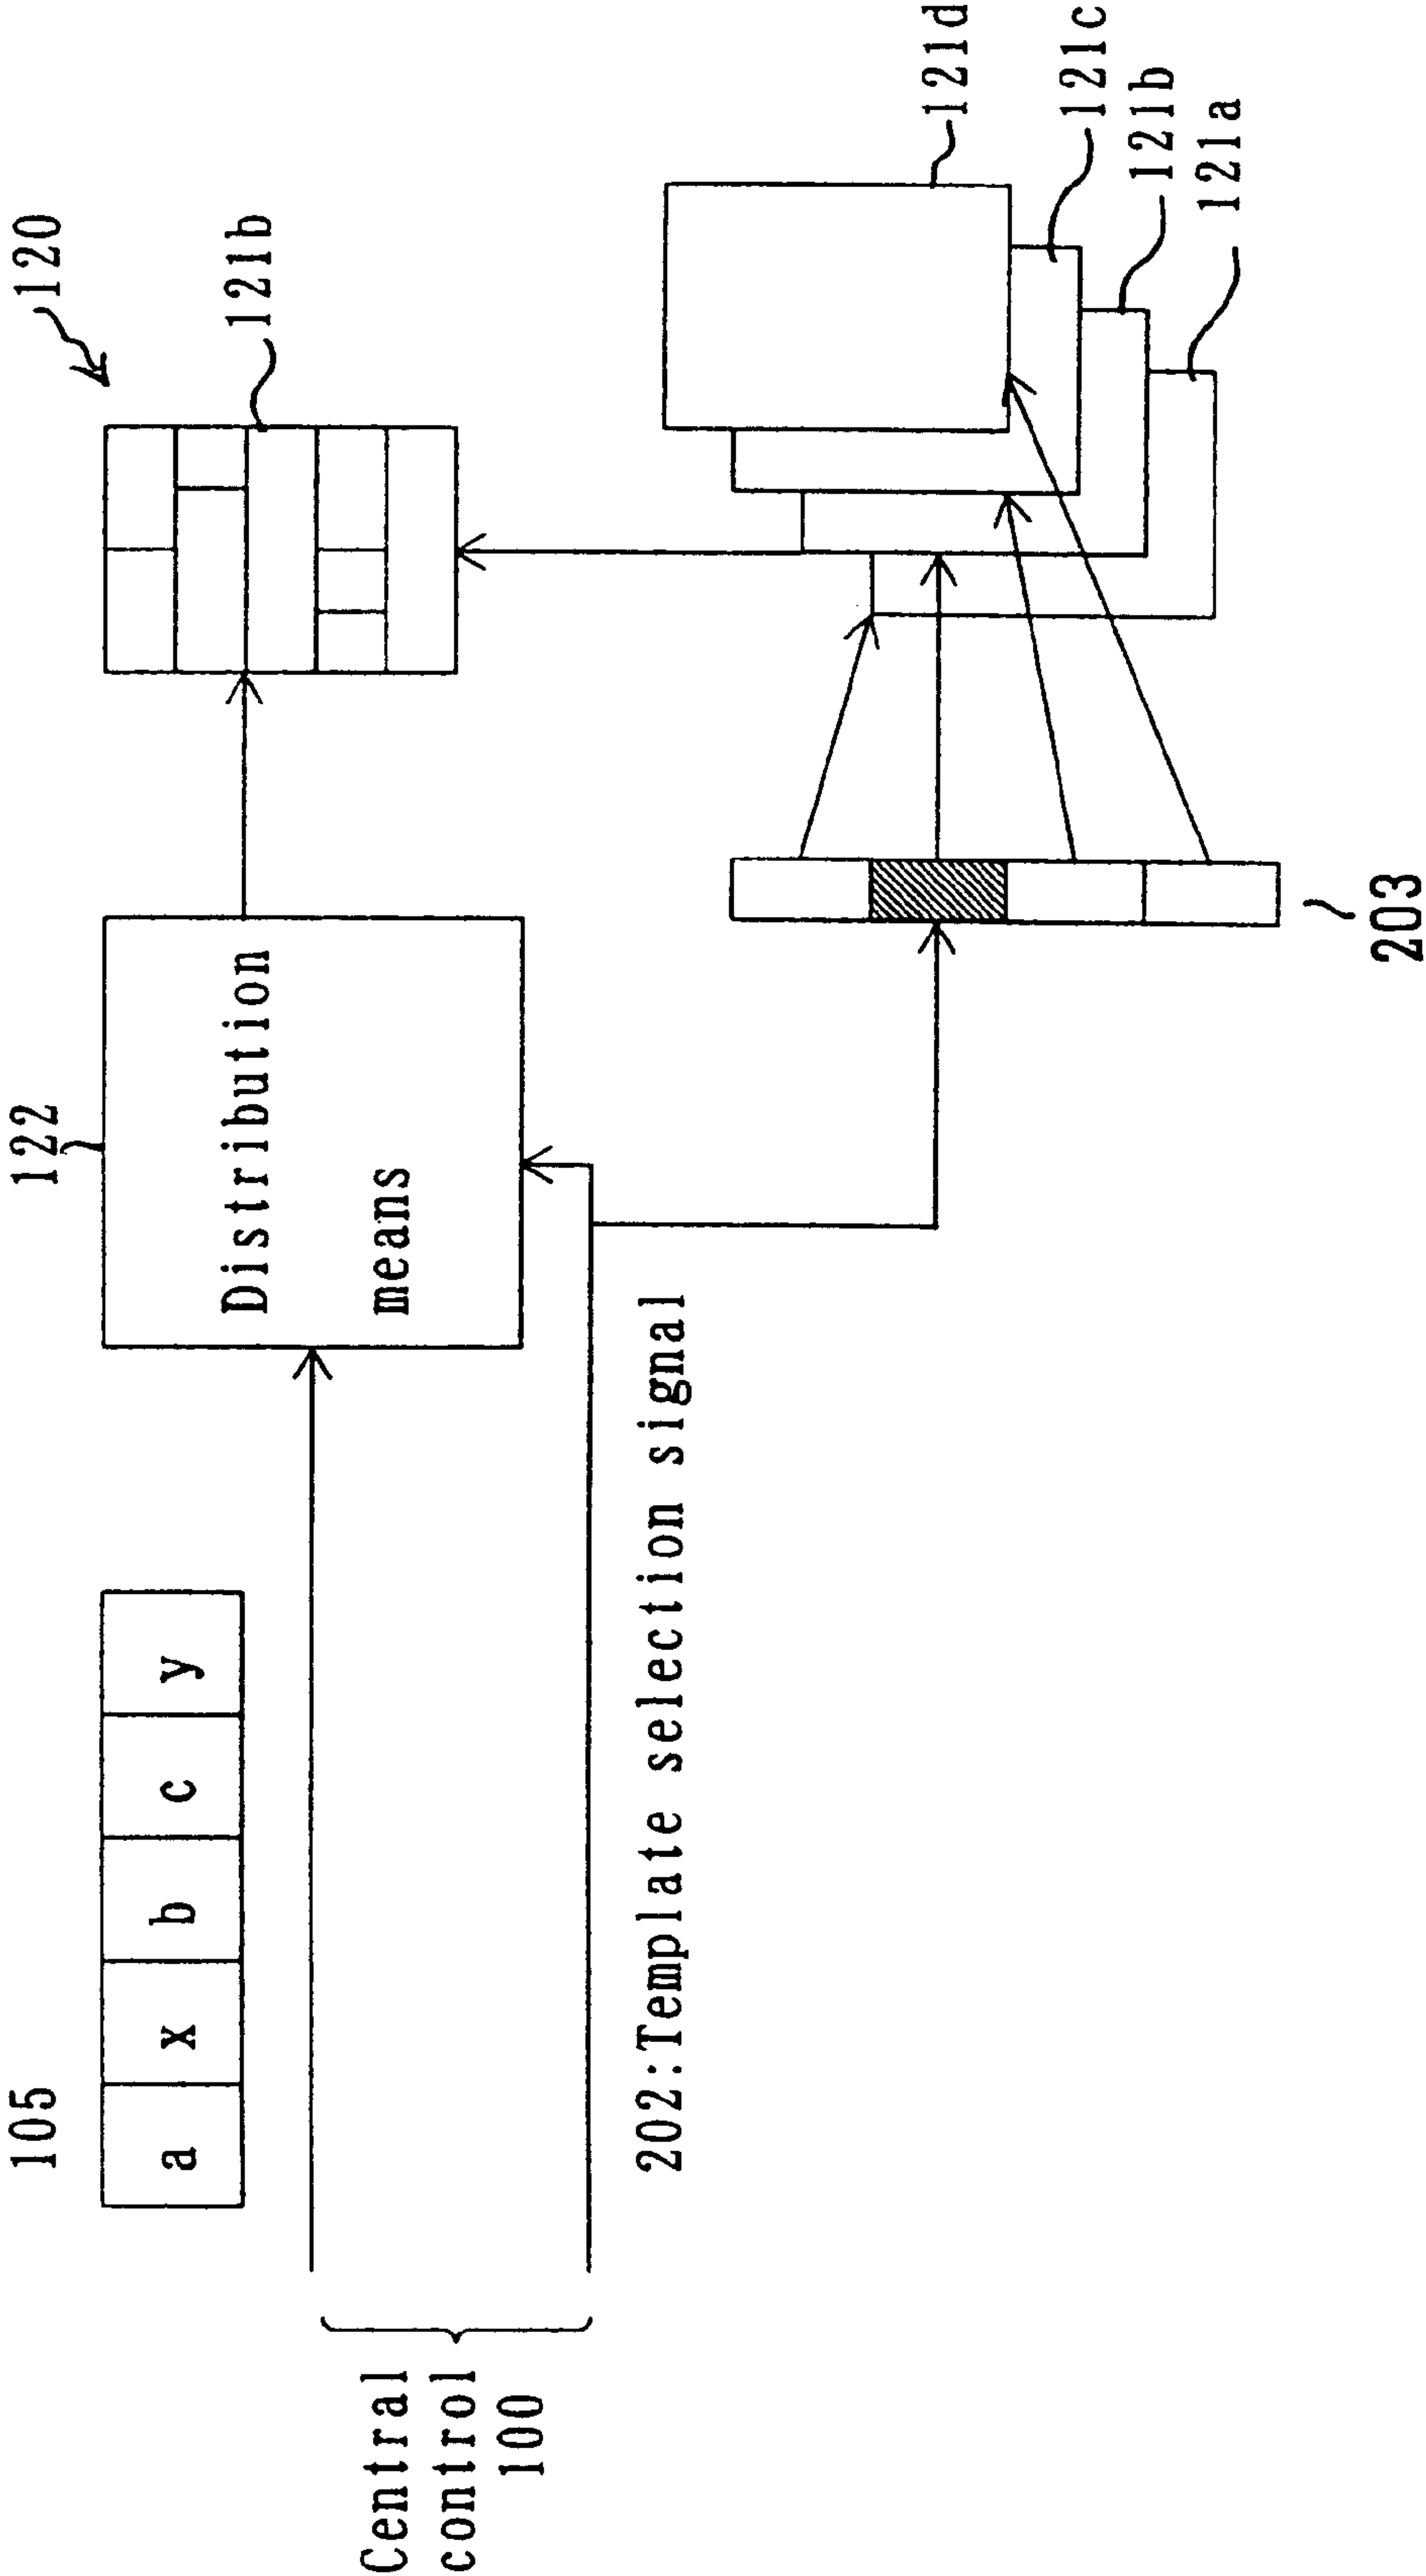 105
a x b c y
122
Distribution
means
120
121b
Central
control
100
202:Template selection signal
203
121d
121c
121b
121a